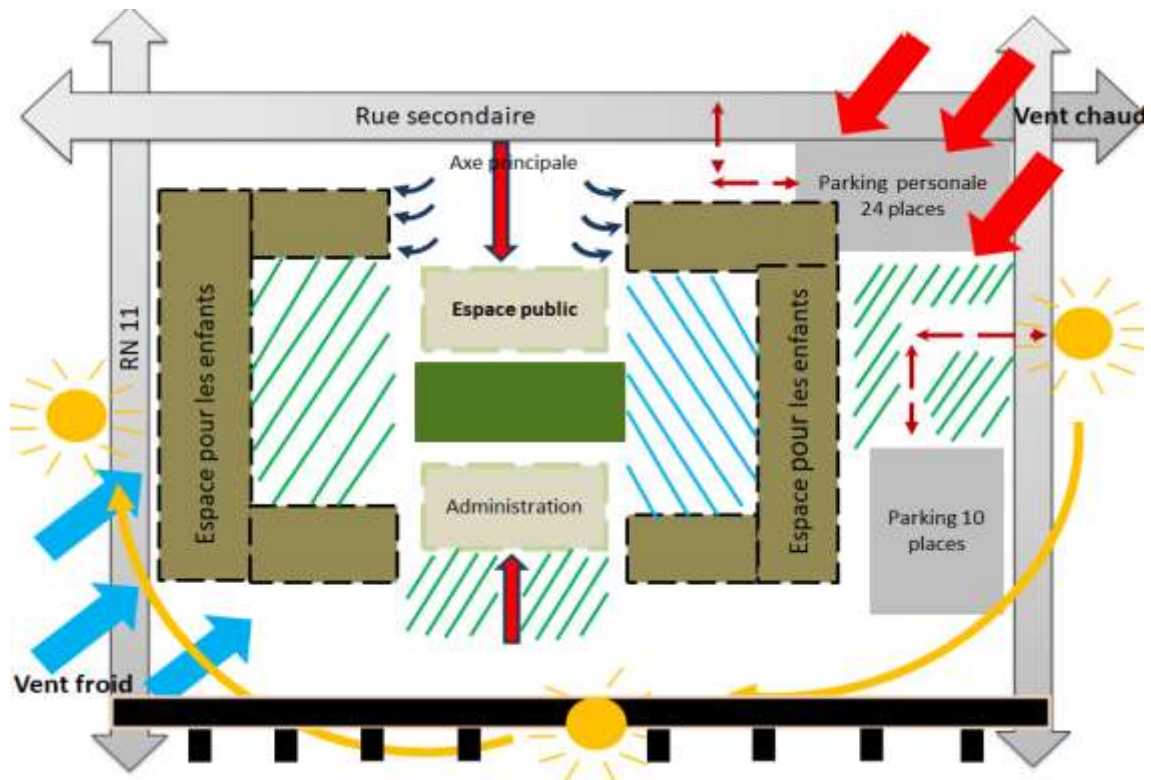 Rue secondaire
Vent chaud
Axe principale
Parking personale
24 places
RN 11
Espace pour les enfants
Espace public
Espace pour les enfants
Administration
Parking 10
places
Vent froid